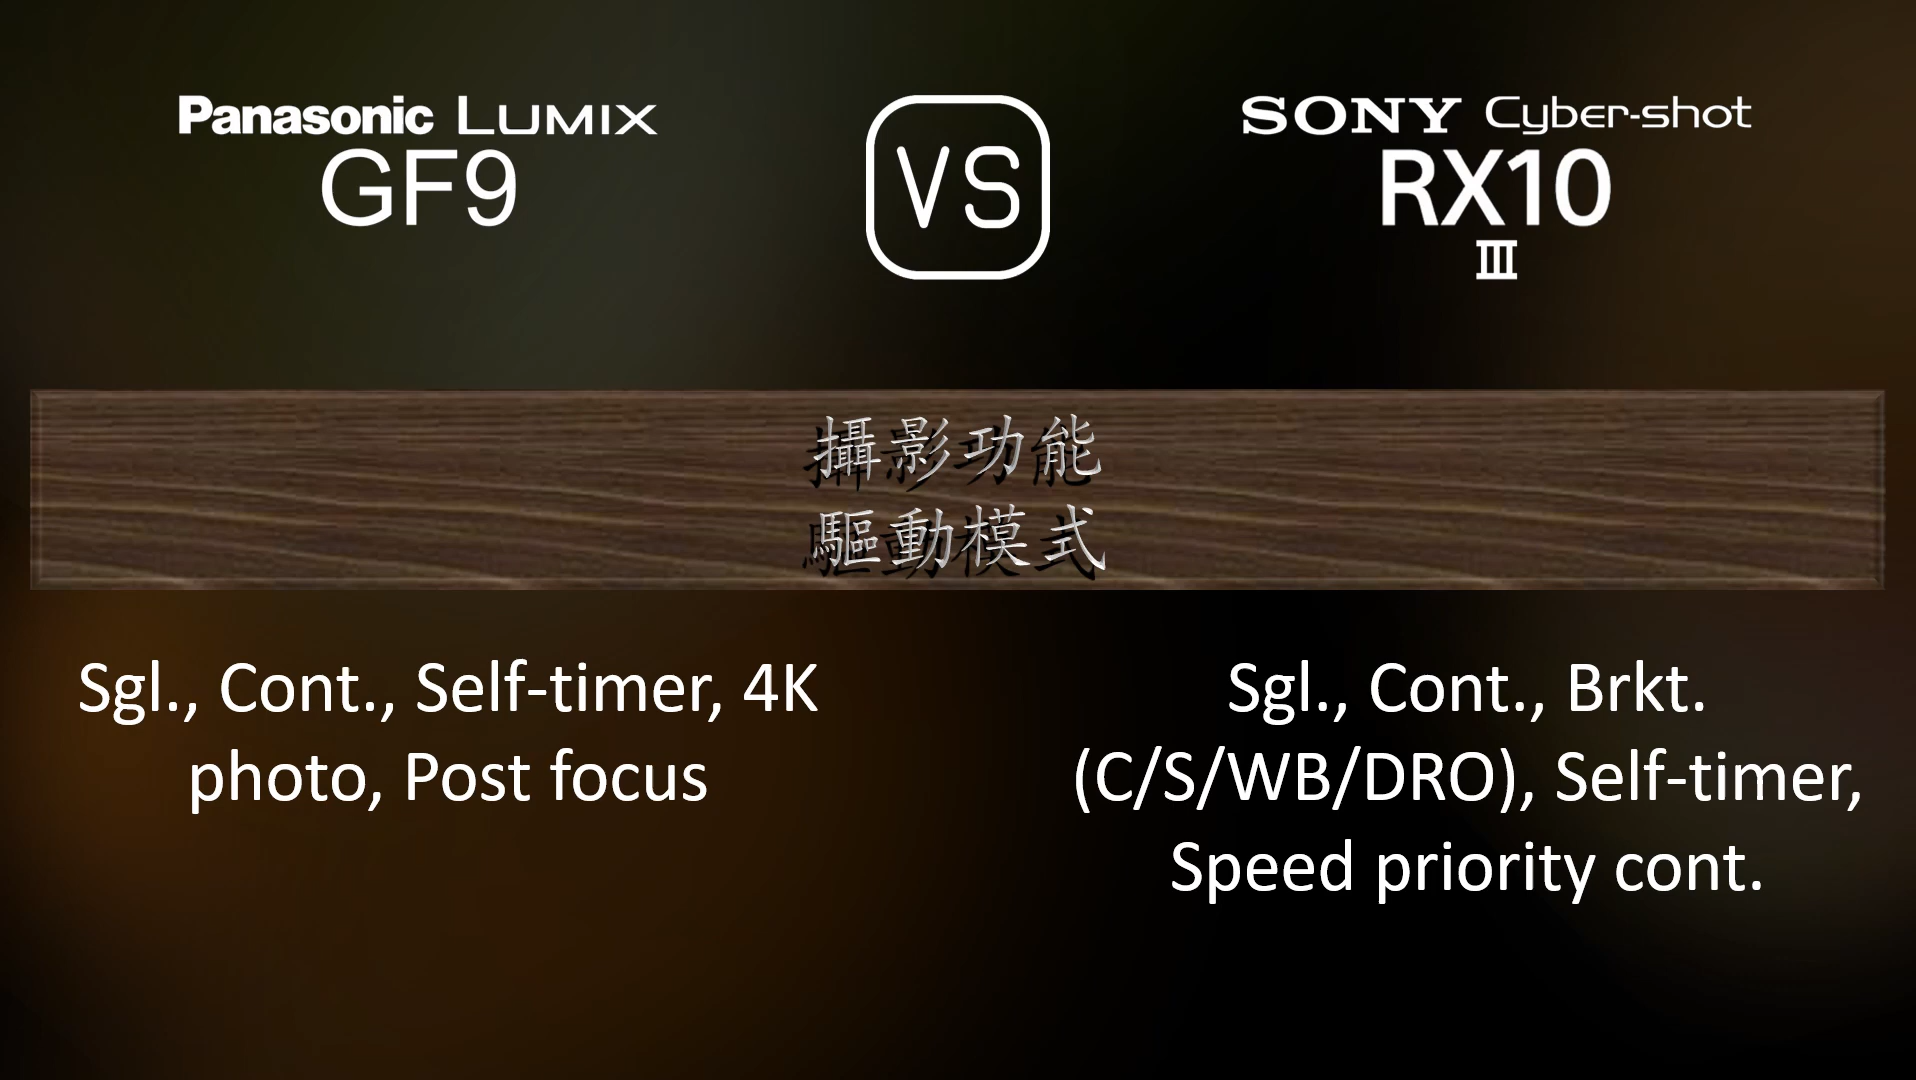 Panasonic LUMIX
GF9
VS
SONY Cyber-shot
RX10
III
攝影功能
驅動模式
Sgl., Cont., Self-timer, 4K
photo, Post focus
Sgl., Cont., Brkt.
(C/S/WB/DRO), Self-timer,
Speed priority cont.